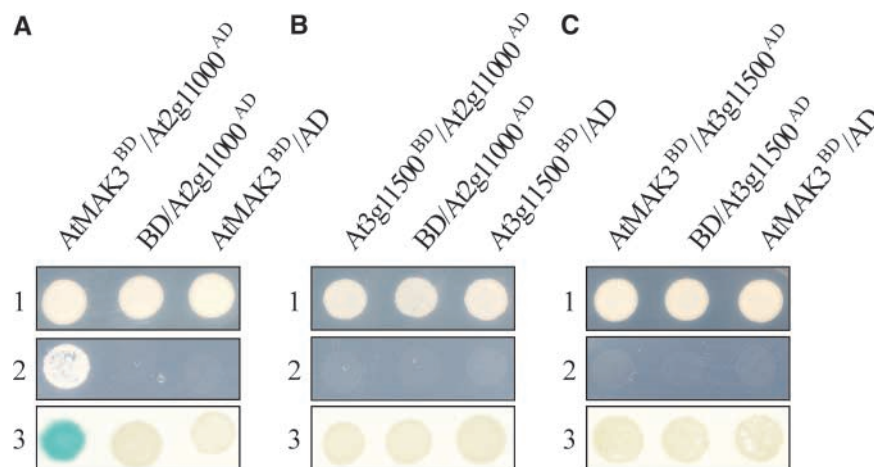 A
AtMAK3 BD/At2g11000 AD
BD/At2g11000 AD
AtMAK3 BD/AD
B
At3g11500 BD/At2g11000 AD
BD/At2g11000 AD
At3g11500 BD/AD
C
AtMAK3 BD/At3g11500 AD
BD/At3g11500 AD
AtMAK3 BD/AD
1
1
1
2
2
2
3
3
3